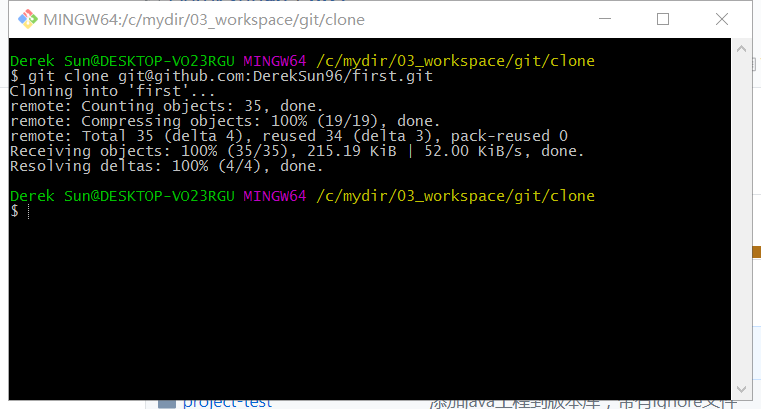 MINGW64:/c/mydir/03_workspace/git/clone
Derek Sun@DESKTOP-VO23RGU MINGW64 /c/mydir/03_workspace/git/clone
$ git clone git@github.com:DerekSun96/first.git
Cloning into 'first'...
remote: Counting objects: 35, done.
remote: Compressing objects: 100% (19/19), done.
remote: Total 35 (delta 4), reused 34 (delta 3), pack-reused 0
Receiving objects: 100% (35/35), 215.19 KiB | 52.00 KiB/s, done.
Resolving deltas: 100% (4/4), done.
Derek Sun@DESKTOP-VO23RGU MINGW64 /c/mydir/03_workspace/git/clone
$
project-test 添加java工程到版本库，带有ignore文件